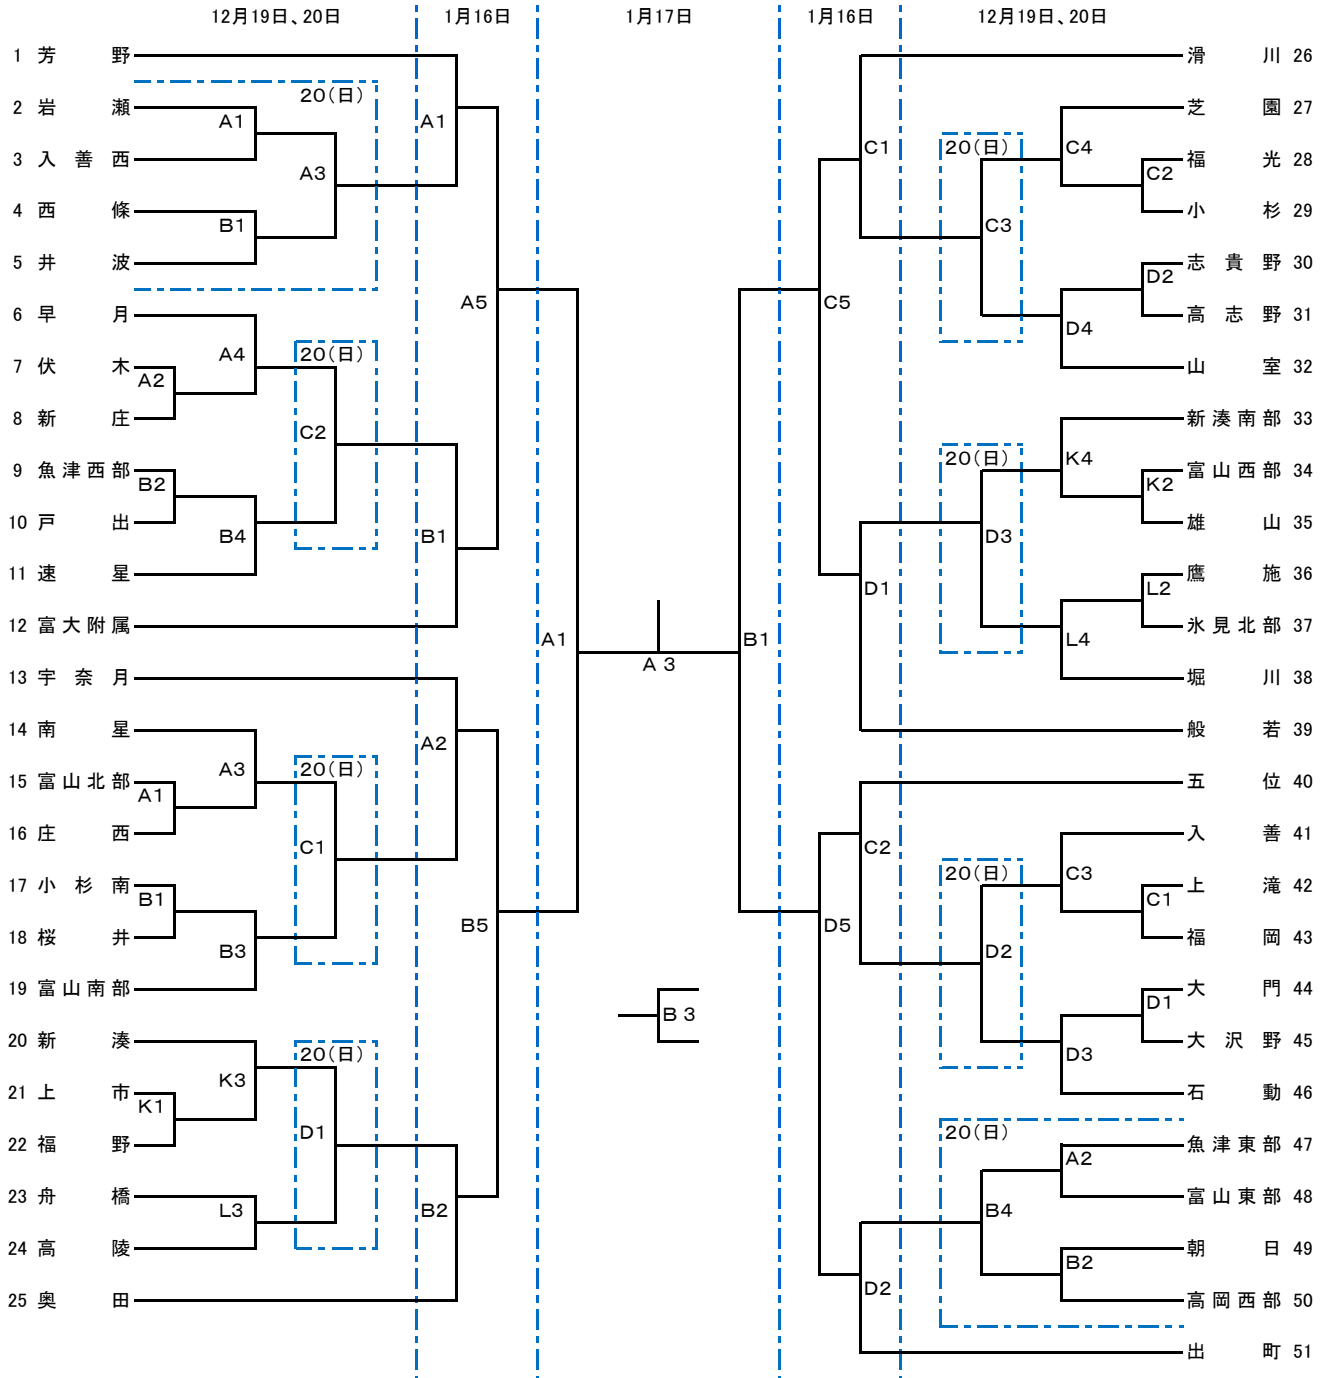 12月19日、20日 1月16日 1月17日 1月16日 12月19日、20日
1 芳野
20(日)
2 岩瀬
A1
A1
3 入善西
A3
4 西條
B1
5 井波
A5
6 早月
A4
20(日)
7 伏木
A2
8 新庄
C2
9 魚津西部
B2
10 戸出
B4
B1
11 速星
12 富大附属
A1
13 宇奈月
14 南星
A2
A3
20(日)
15 富山北部
A1
16 庄西
C1
17 小杉南
B1
B5
18 桜井
B3
19 富山南部
20 新湊
20(日)
K3
21 上市
K1
D1
22 福野
23 舟橋
L3
B2
24 高陵
25 奥田
A3
B3
滑川 26
芝園 27
C1
20(日)
C4
福光 28
C2
小杉 29
C3
志貴野 30
D2
C5
高志野 31
D4
山室 32
新湊南部 33
20(日)
K4
富山西部 34
K2
雄山 35
D3
鷹施 36
L2
D1
氷見北部 37
B1
L4
堀川 38
般若 39
五位 40
入善 41
C2
20(日)
C3
上滝 42
C1
D5
福岡 43
D2
大門 44
D1
大沢野 45
D3
石動 46
20(日)
魚津東部 47
A2
富山東部 48
B4
朝日 49
B2
D2
高岡西部 50
出町 51